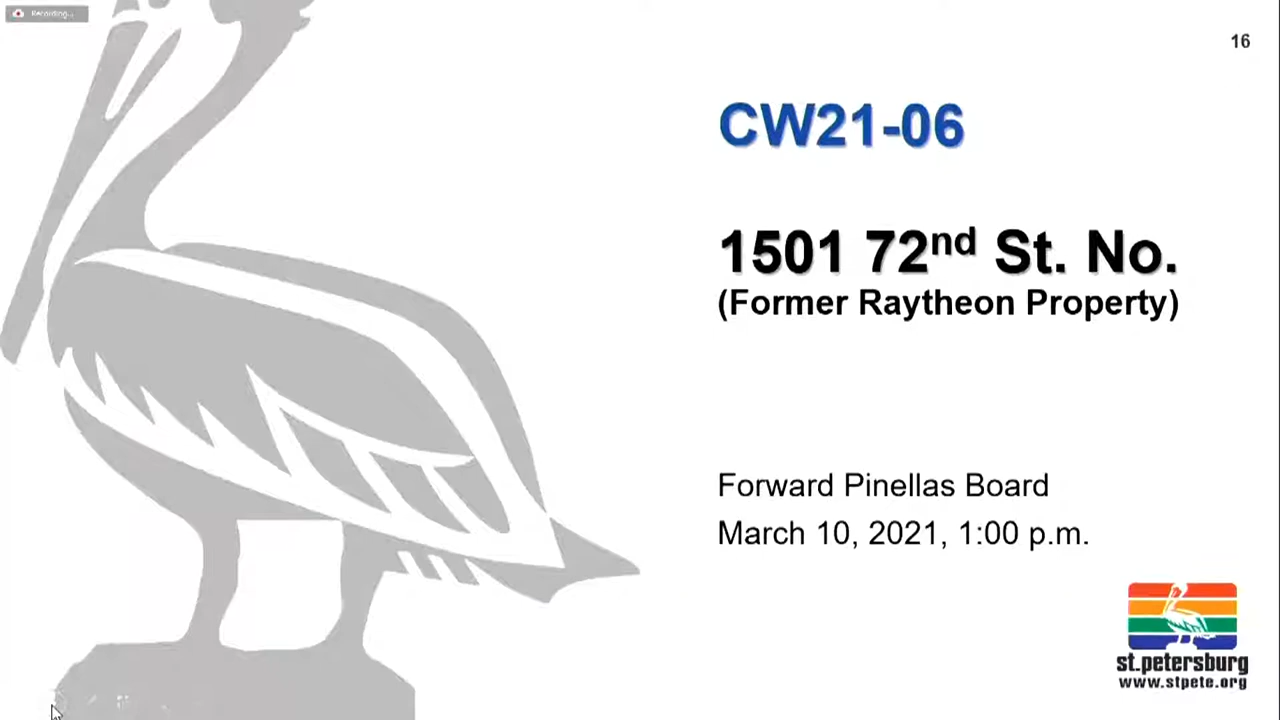 Recording...
16
CW21-06
1501 72nd St. No.
(Former Raytheon Property)
Forward Pinellas Board
March 10, 2021, 1:00 p.m.
st.petersburg
www.stpete.org